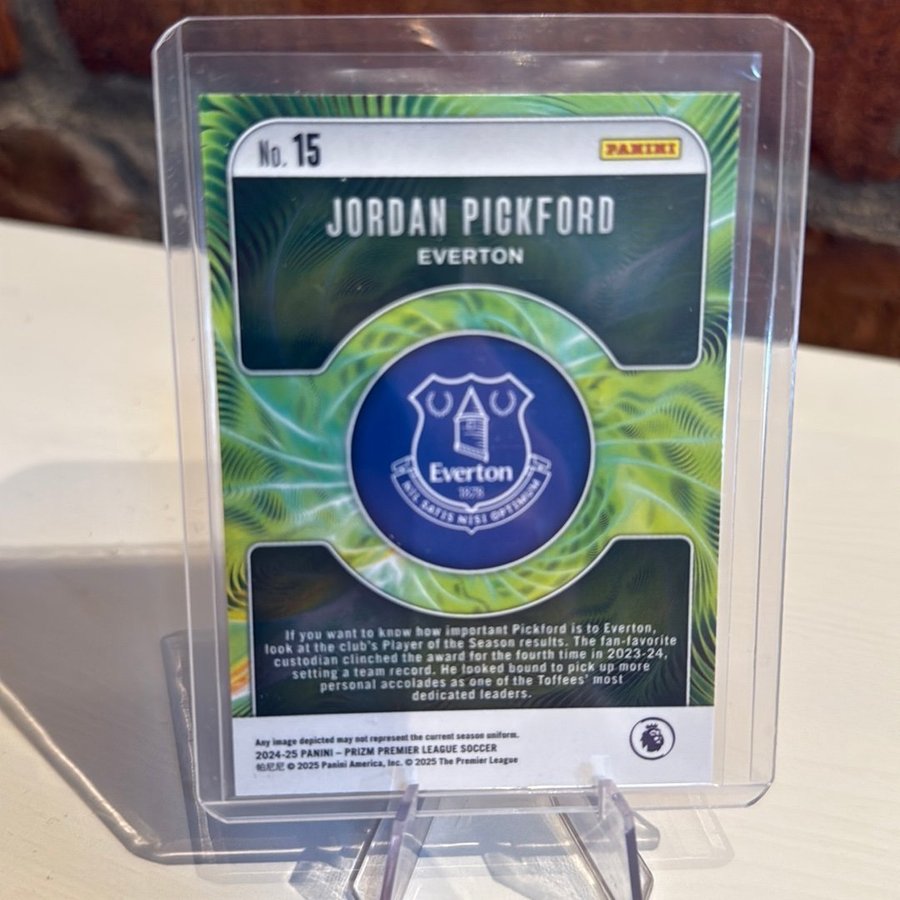 No. 15
PANINI
JORDAN PICKFORD
EVERTON
Everton
1878
NIL SATIS NISI OPTIMUM
If you want to know how important Pickford is to Everton,
look at the club's Player of the Season results. The fan-favorite
custodian clinched the award for the fourth time in 2023-24,
setting a team record. He looked bound to pick up more
personal accolades as one of the Toffees' most
dedicated leaders.
Any image depicted may not represent the current season uniform.
2024-25 PANINI – PRIZM PREMIER LEAGUE SOCCER
帕尼尼 © 2025 Panini America, Inc. © 2025 The Premier League